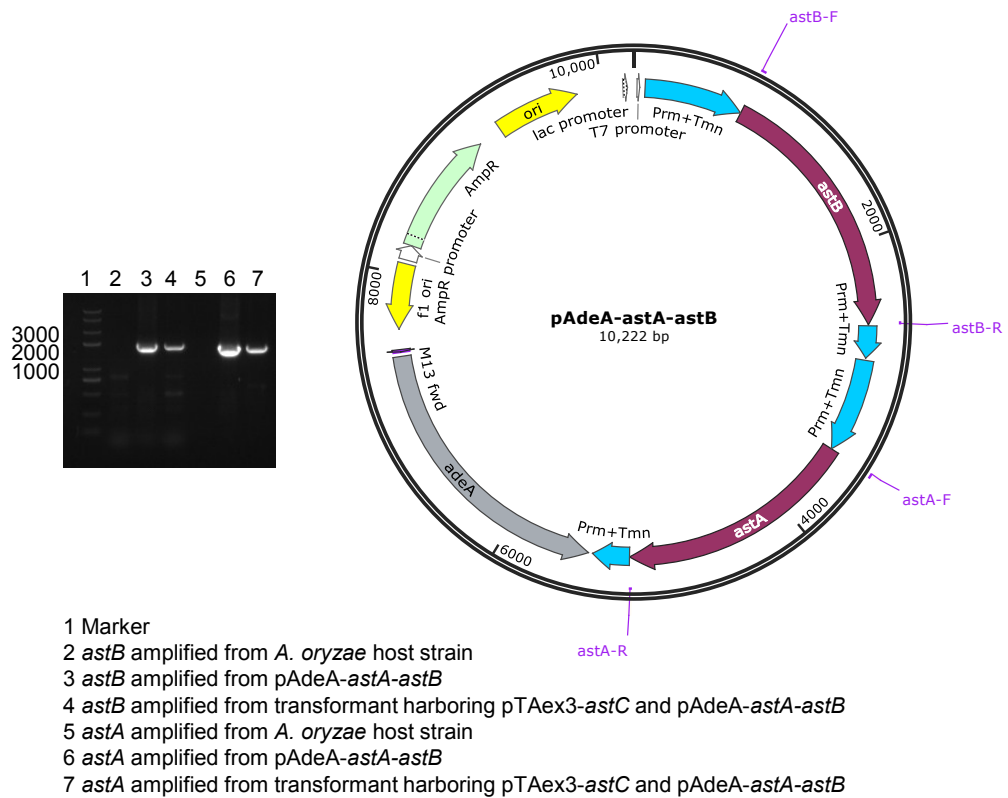 astB-F
10,000
ori
lac promoter
T7 promoter
Prm+Tmn
AmpR
astB
2000
1 2 3 4 5 6 7
AmpR promoter
f1 ori
8000
3000
2000
1000
pAdeA-astA-astB
10,222 bp
Prm+Tmn
astB-R
M13 fwd
Prm+Tmn
adeA
astA-F
4000
astA
Prm+Tmn
6000
astA-R
1 Marker
2 astB amplified from A. oryzae host strain
3 astB amplified from pAdeA-astA-astB
4 astB amplified from transformant harboring pTAex3-astC and pAdeA-astA-astB
5 astA amplified from A. oryzae host strain
6 astA amplified from pAdeA-astA-astB
7 astA amplified from transformant harboring pTAex3-astC and pAdeA-astA-astB